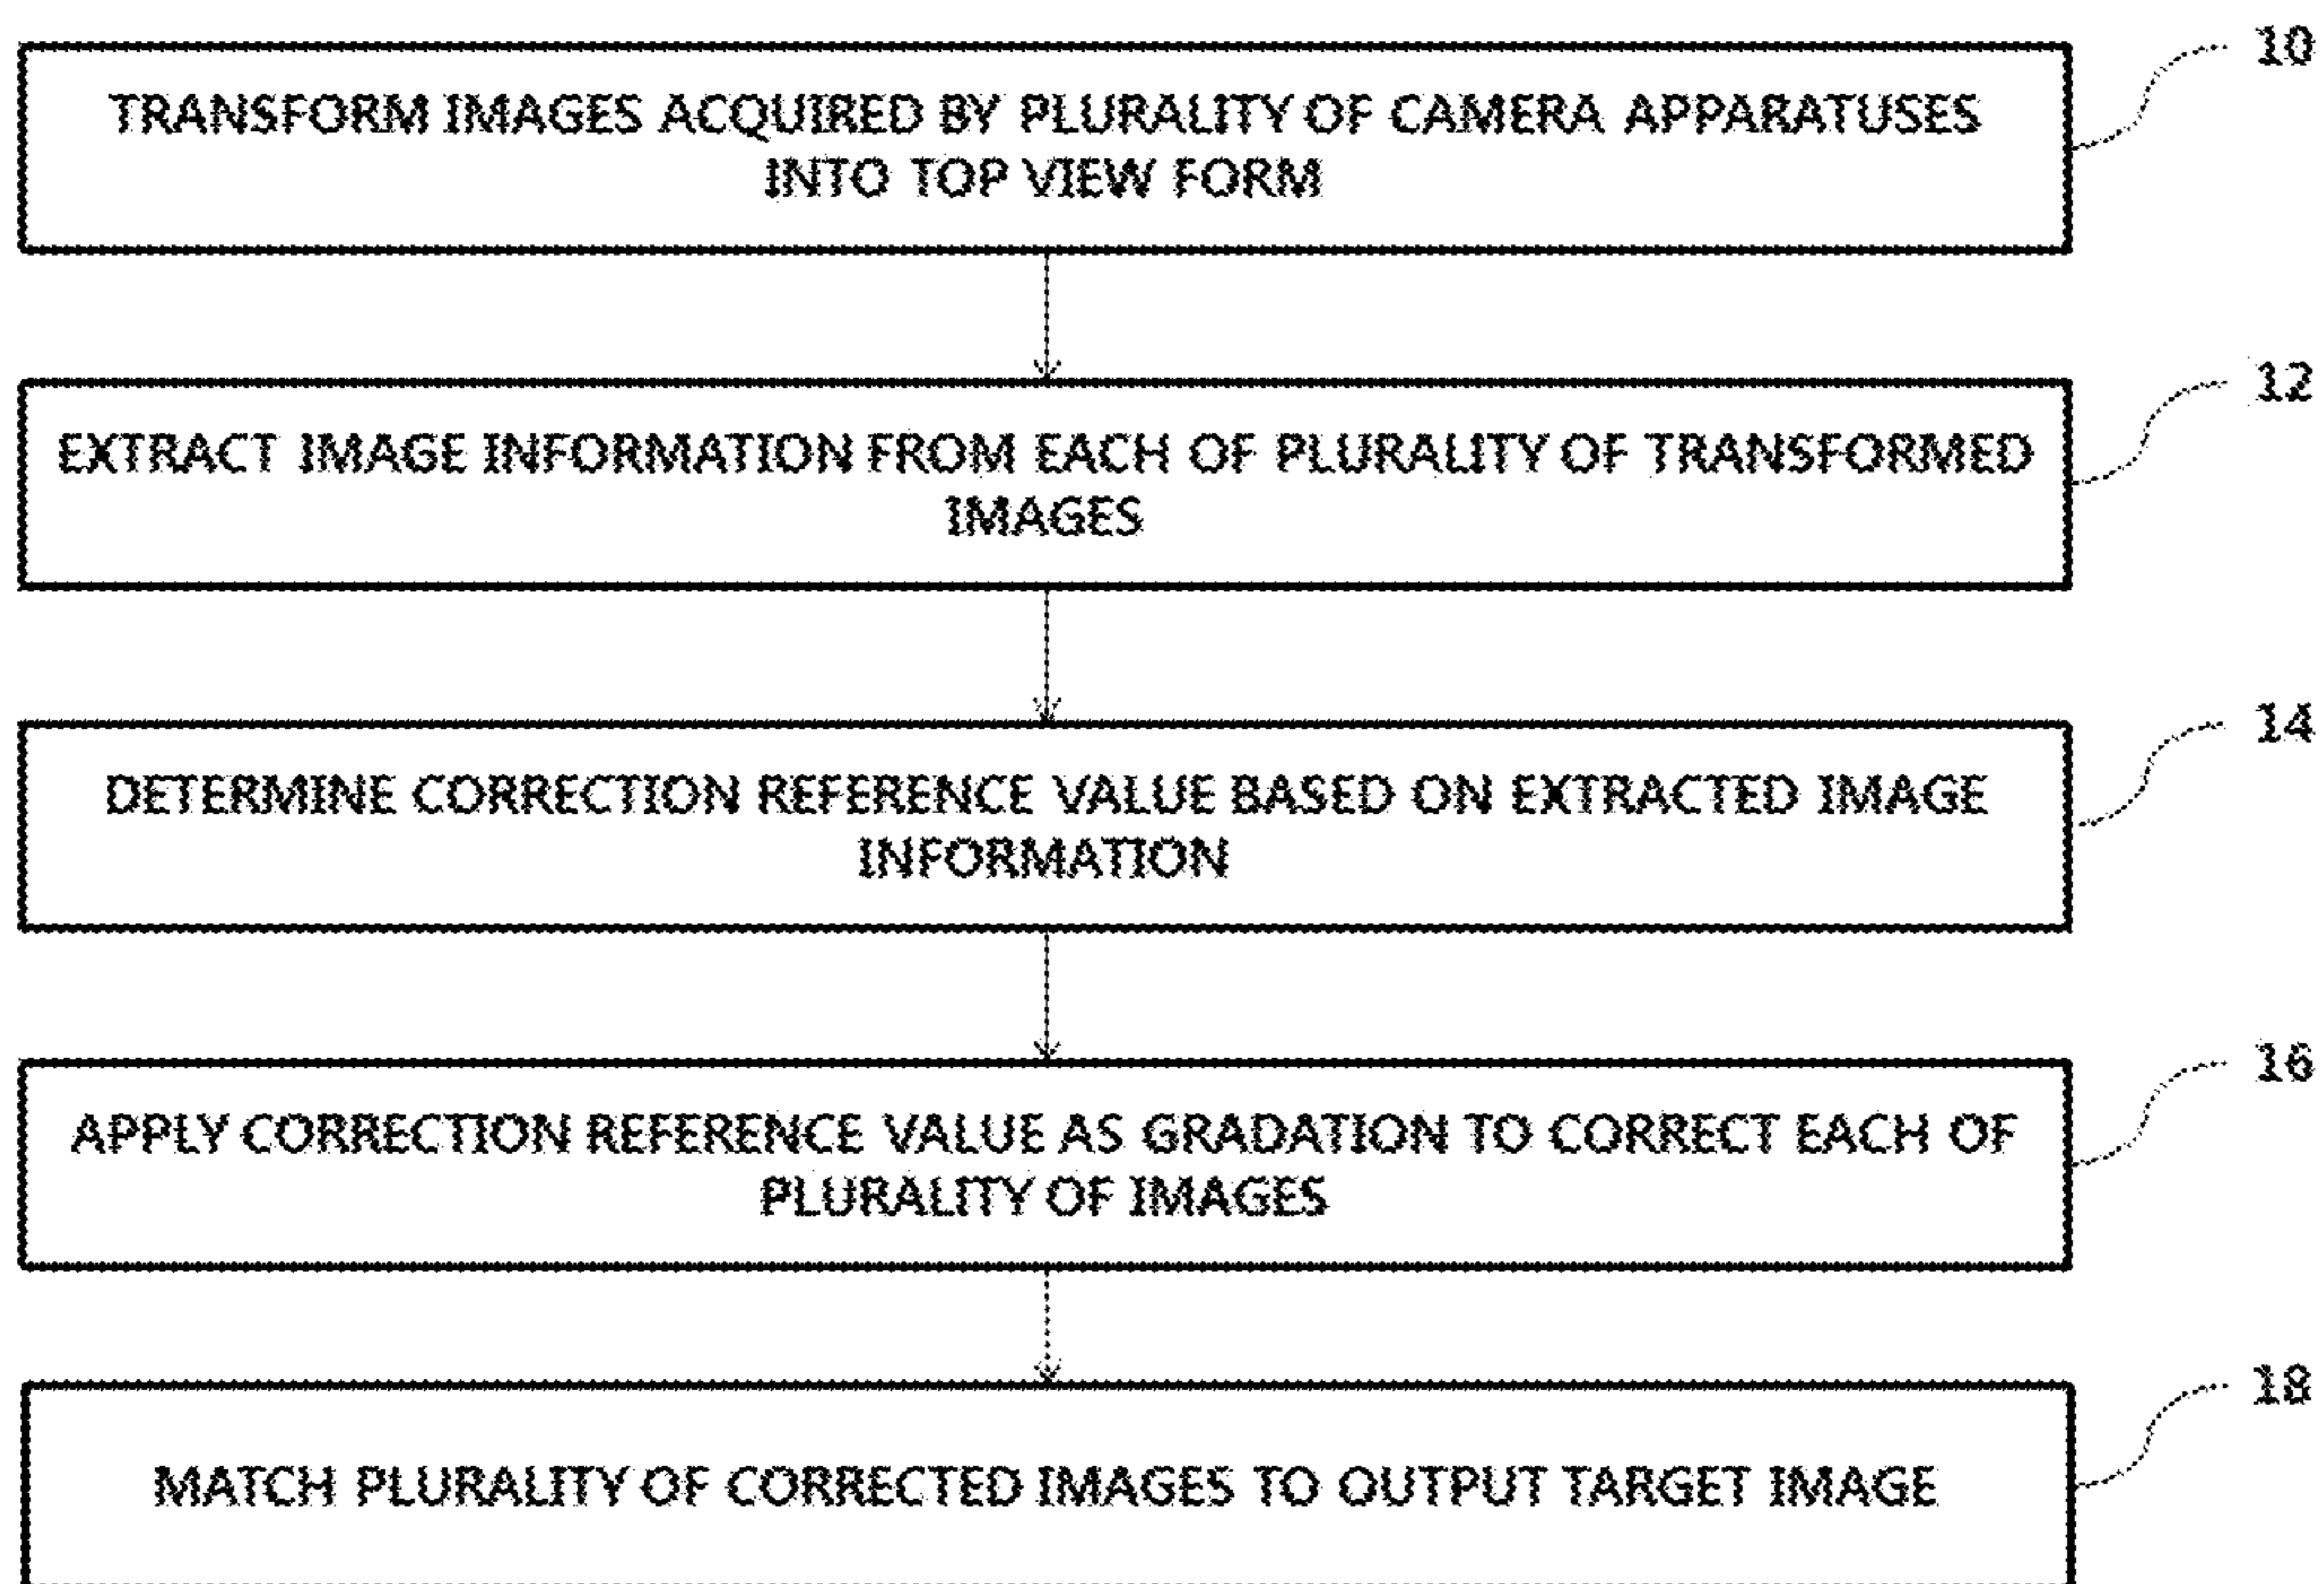 10
TRANSFORM IMAGES ACQUIRED BY PLURALITY OF CAMERA APPARATUSES
INTO TOP VIEW FORM
12
EXTRACT IMAGE INFORMATION FROM EACH OF PLURALITY OF TRANSFORMED
IMAGES
14
DETERMINE CORRECTION REFERENCE VALUE BASED ON EXTRACTED IMAGE
INFORMATION
16
APPLY CORRECTION REFERENCE VALUE AS GRADATION TO CORRECT EACH OF
PLURALITY OF IMAGES
18
MATCH PLURALITY OF CORRECTED IMAGES TO OUTPUT TARGET IMAGE